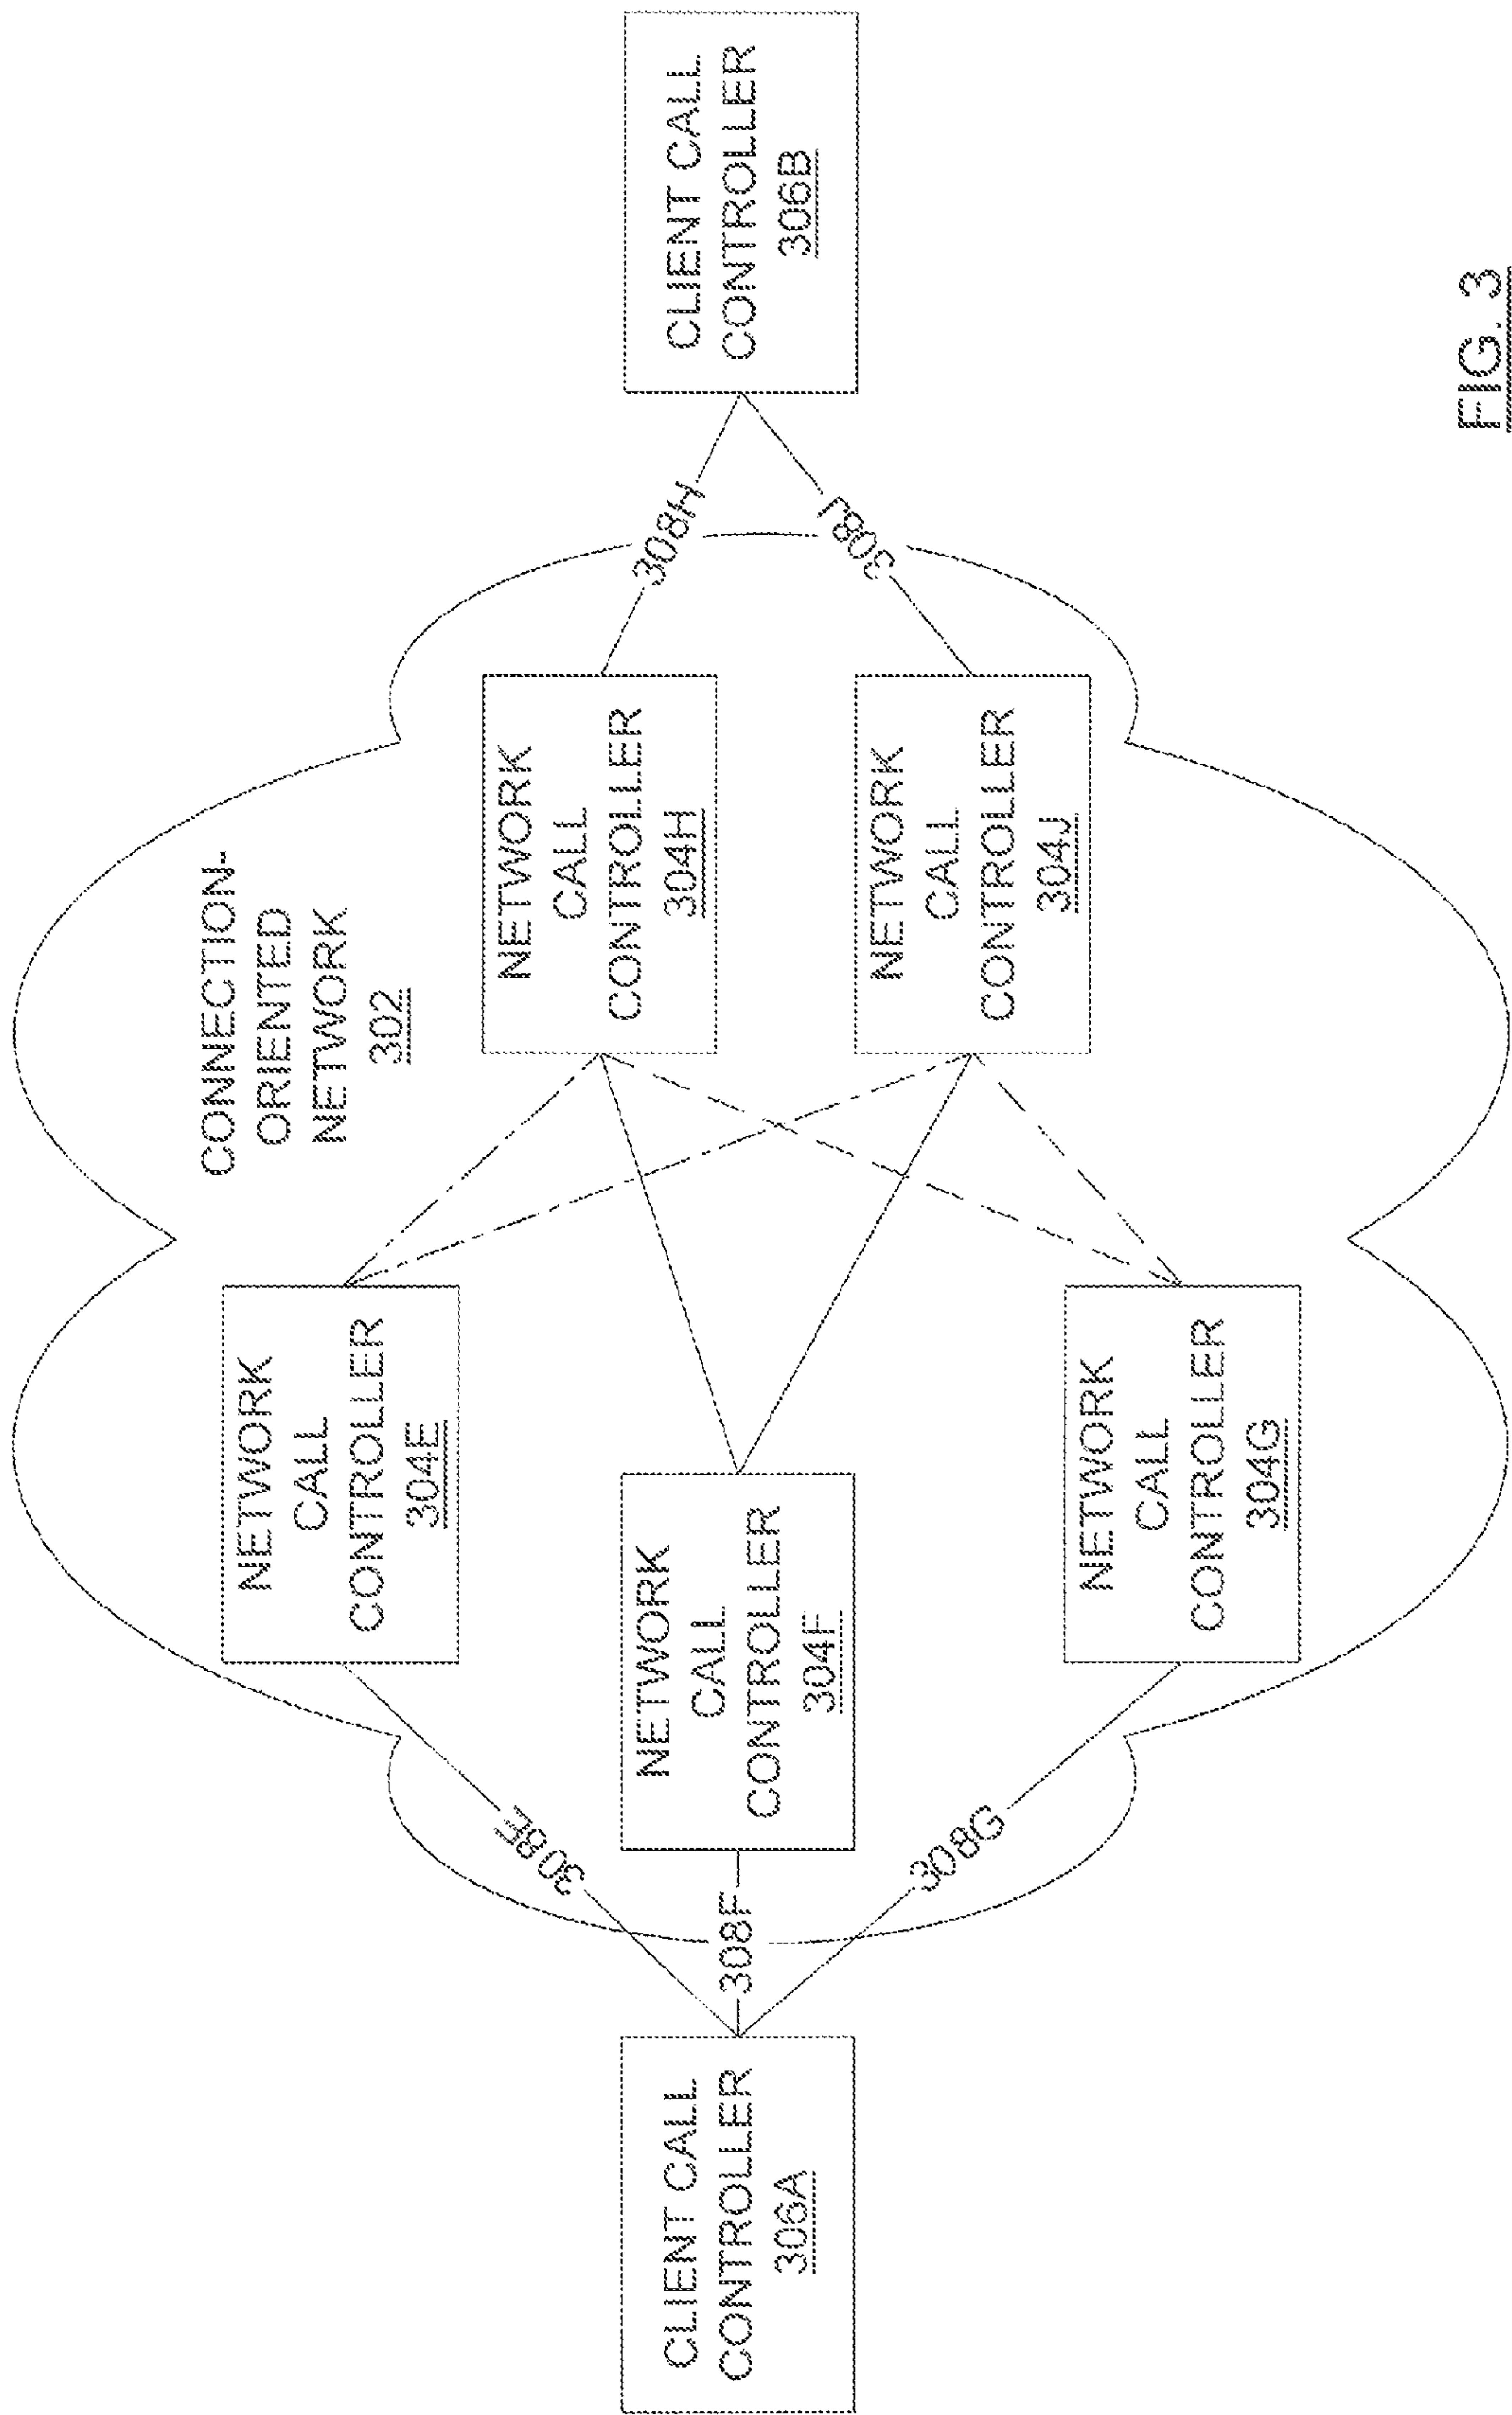 CONNECTION-
ORIENTED
NETWORK
302
NETWORK
CALL
CONTROLLER
304E
NETWORK
CALL
CONTROLLER
304H
CLIENT CALL
CONTROLLER
306A
308E
308F
308G
NETWORK
CALL
CONTROLLER
304F
NETWORK
CALL
CONTROLLER
304J
308H
308J
CLIENT CALL
CONTROLLER
306B
NETWORK
CALL
CONTROLLER
304G
FIG. 3